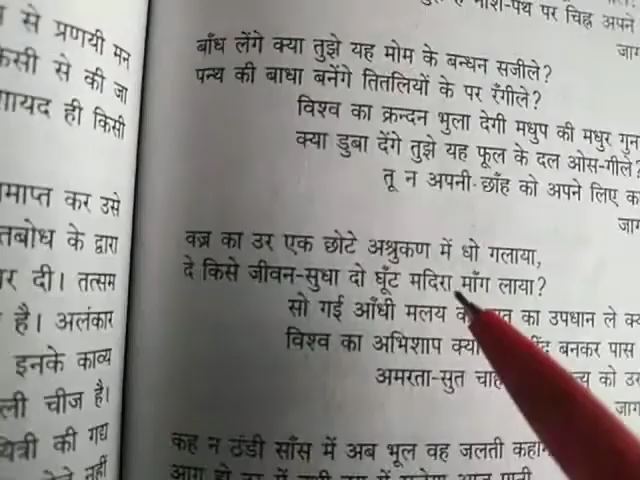 से प्रणयी मन
किसी से की जा
शायद ही किसी
समाप्त कर उसे
के द्वारा
दी। तत्सम
है। अलंकार
इनके काव्य
चीज है।
की गद्य
नहीं
पथ पर चिह्न अपने
जाग
बाँध लेंगे क्या तुझे यह मोम के बन्धन सजीले?
पन्थ की बाधा बनेंगे तितलियों के पर रँगीले?
विश्व का क्रन्दन भुला देगी मधुप की मधुर गुन
क्या डुबा देंगे तुझे यह फूल के दल ओस-गीले?
तू न अपनी छाँह को अपने लिए क
जाग
वज्र का उर एक छोटे अश्रुकण में धो गलाया,
दे किसे जीवन-सुधा दो घूँट मदिरा माँग लाया?
सो गई आँधी मलय का उपधान ले क्य
विश्व का अभिशाप क्या बनकर पास
अमरता-सुत को उर
जाग
कह न ठंडी साँस में अब भूल वह जलती कहान